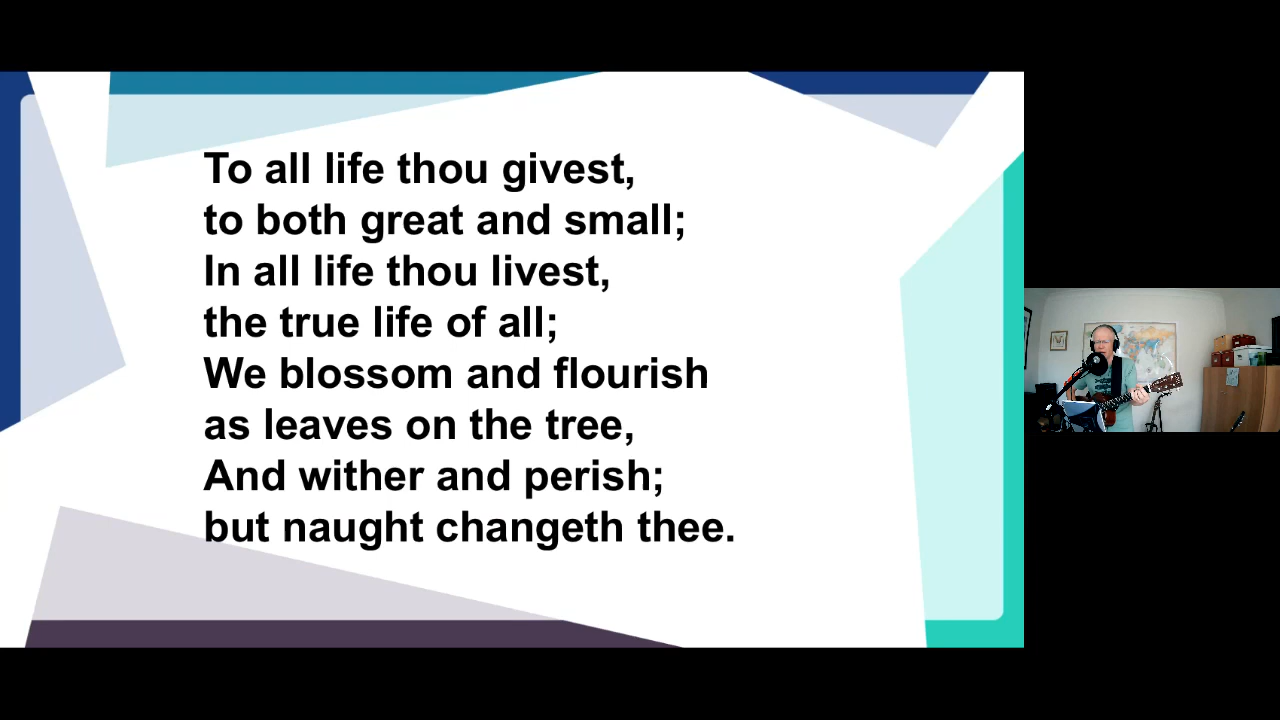 To all life thou givest,
to both great and small;
In all life thou livest,
the true life of all;
We blossom and flourish
as leaves on the tree,
And wither and perish;
but naught changeth thee.